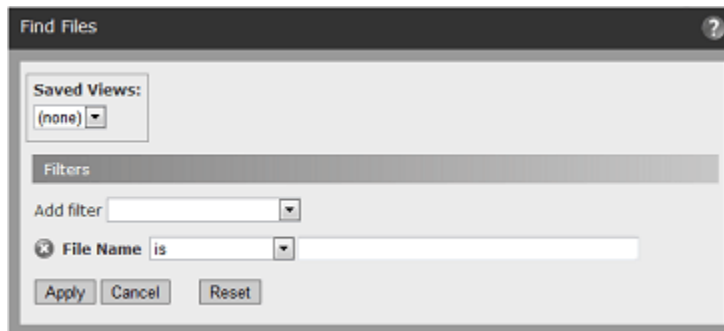 Find Files
?
Saved Views:
(none)
Filters
Add filter
File Name is
Apply Cancel Reset